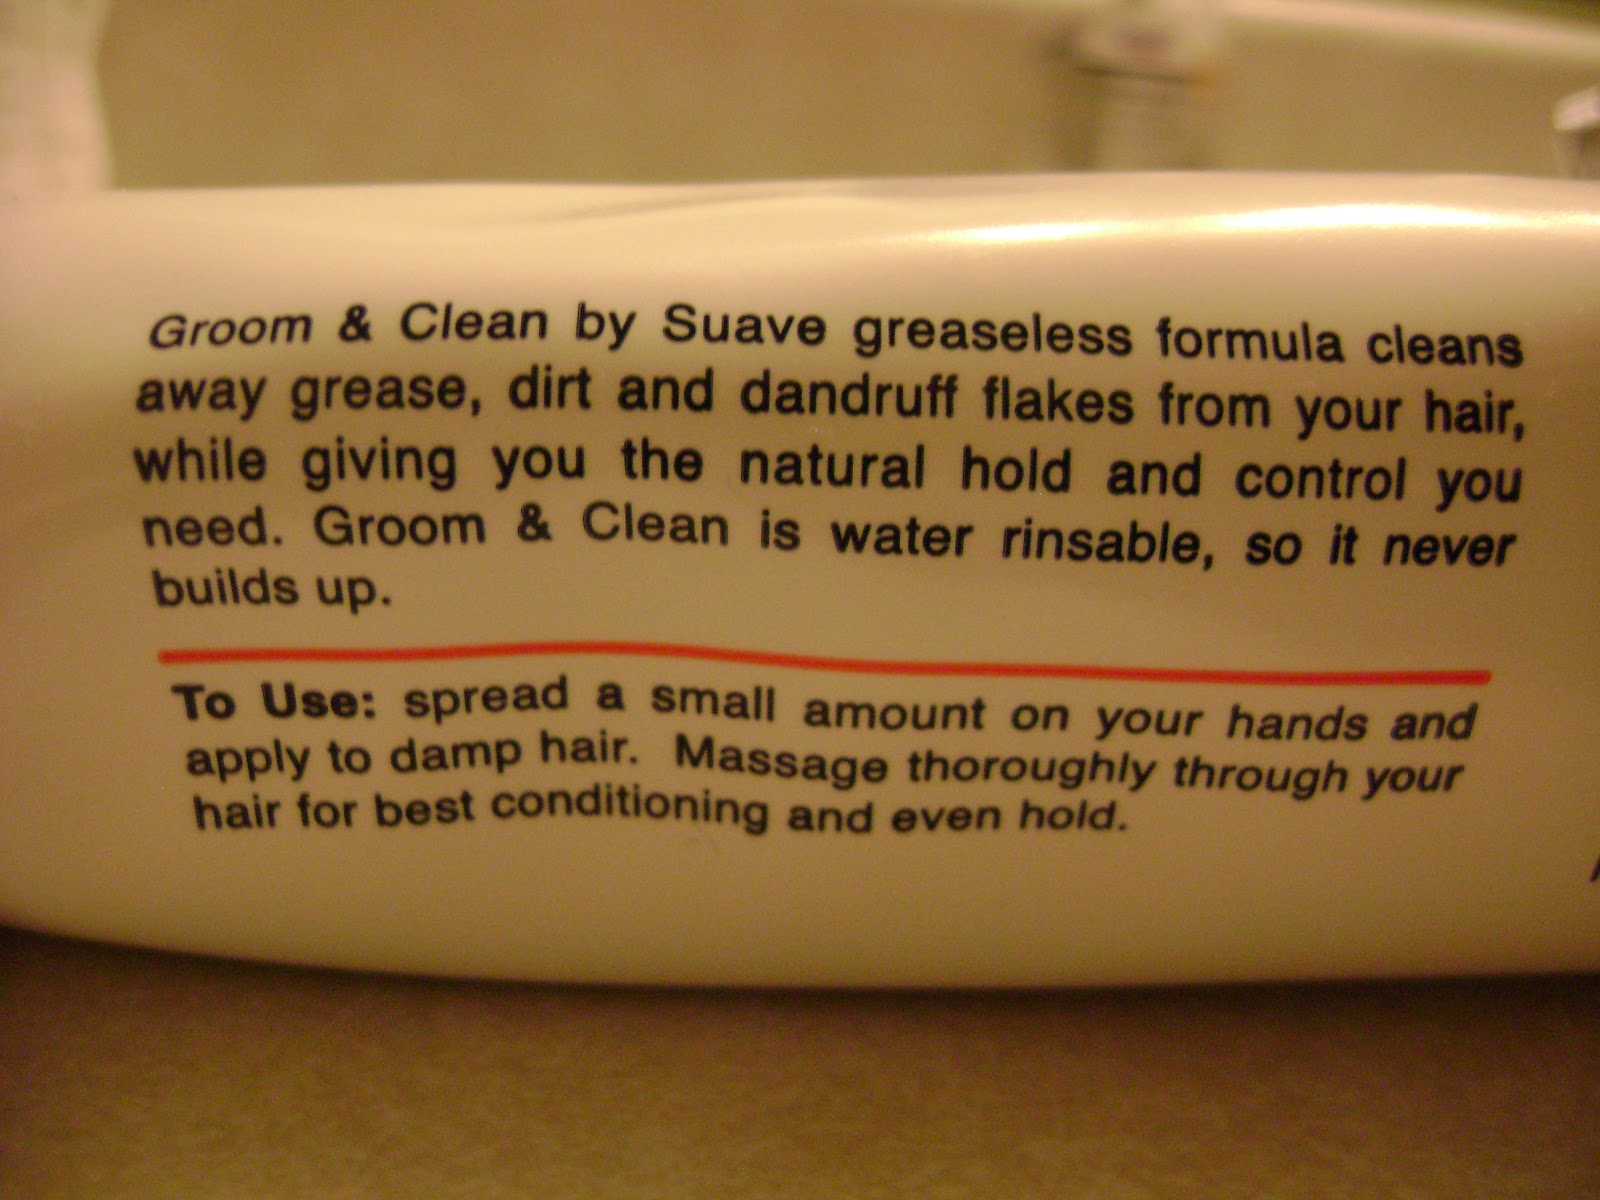 Groom & Clean by Suave greaseless formula cleans
away grease, dirt and dandruff flakes from your hair,
while giving you the natural hold and control you
need. Groom & Clean is water rinsable, so it never
builds up.
To Use: spread a small amount on your hands and
apply to damp hair. Massage thoroughly through your
hair for best conditioning and even hold.